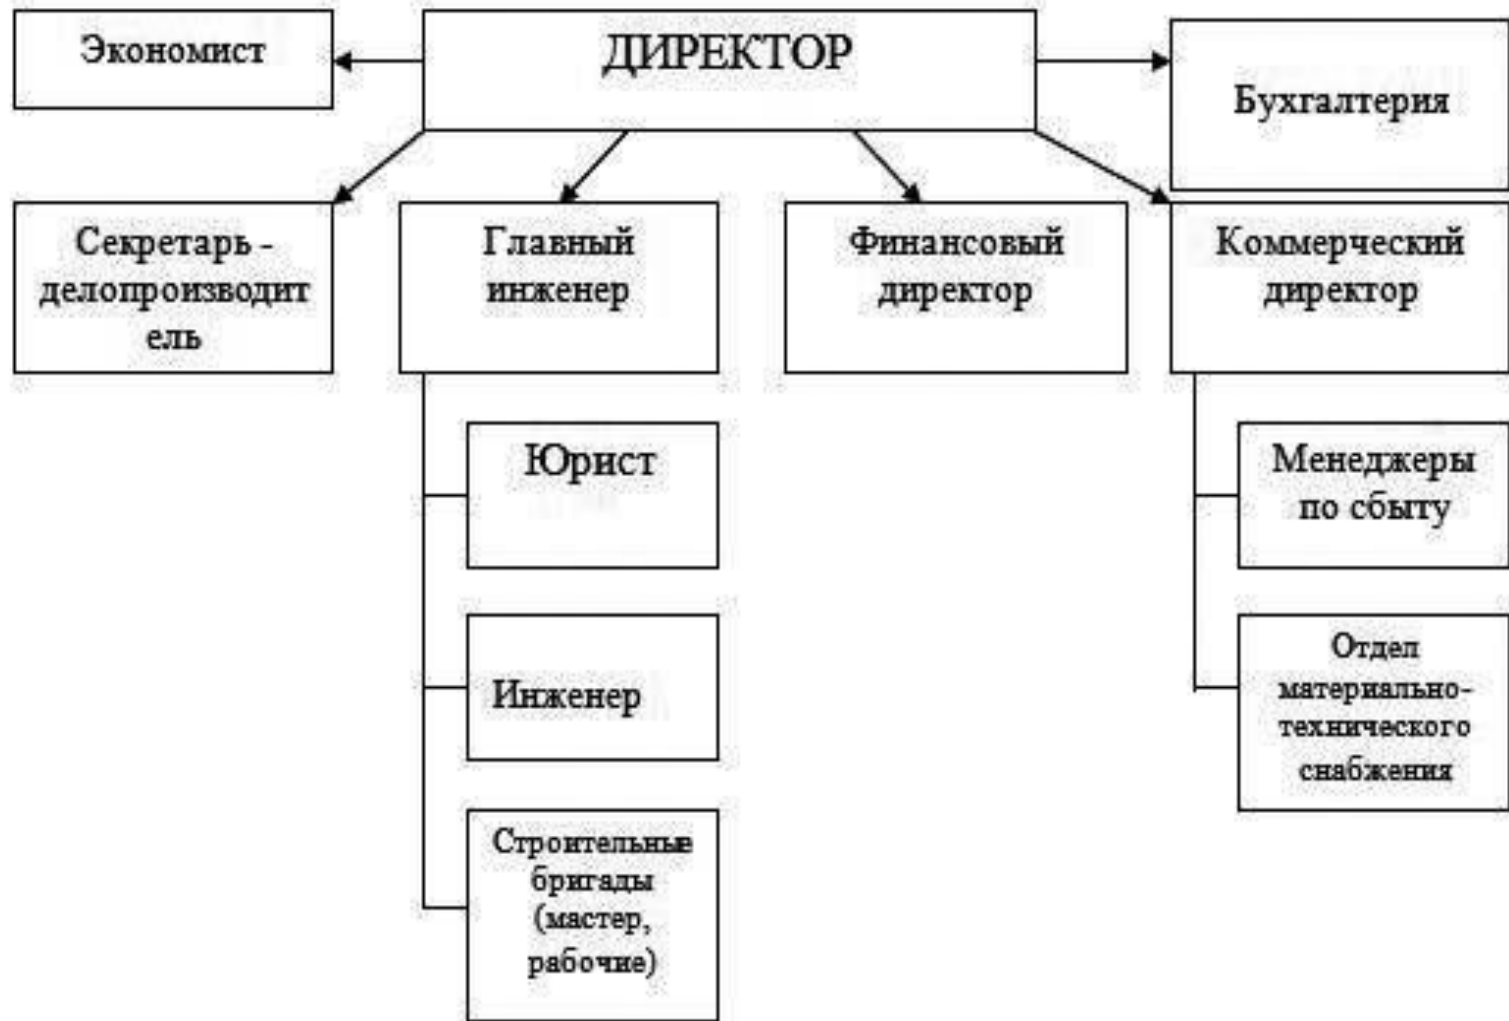 Экономист
ДИРЕКТОР
Бухгалтерия
Секретарь -
делопроизводит
ель
Главный
инженер
Финансовый
директор
Коммерческий
директор
Юрист
Менеджеры
по сбыту
Инженер
Отдел
материально-
технического
снабжения
Строительные
бригады
(мастер,
рабочие)